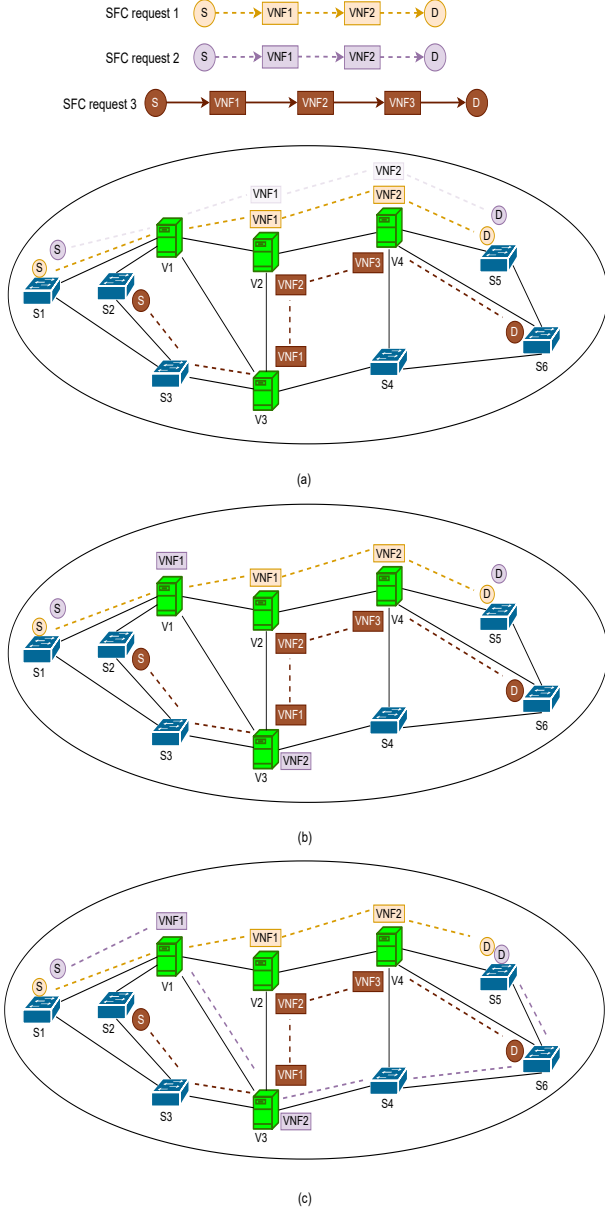 SFC request 1 S VNF1 VNF2 D
SFC request 2 S VNF1 VNF2 D
SFC request 3 S VNF1 VNF2 VNF3 D
VNF2
VNF1 VNF2
VNF1 D
S V1 D
S V2 VNF3 V4
S1 S2 S VNF2 S5
VNF1 D
S3 S4 S6
V3
(a)
VNF1 VNF1 VNF2 D
S D
S V1 V2 VNF3 V4 S5
S1 S2 S VNF2
VNF1 D
S3 V3 VNF2 S4 S6
(b)
VNF1 VNF1 VNF2
S D D
S V1 V2 VNF3 V4 S5
S1 S2 S VNF2
VNF1 D
S3 VNF2 S4 S6
V3
(c)